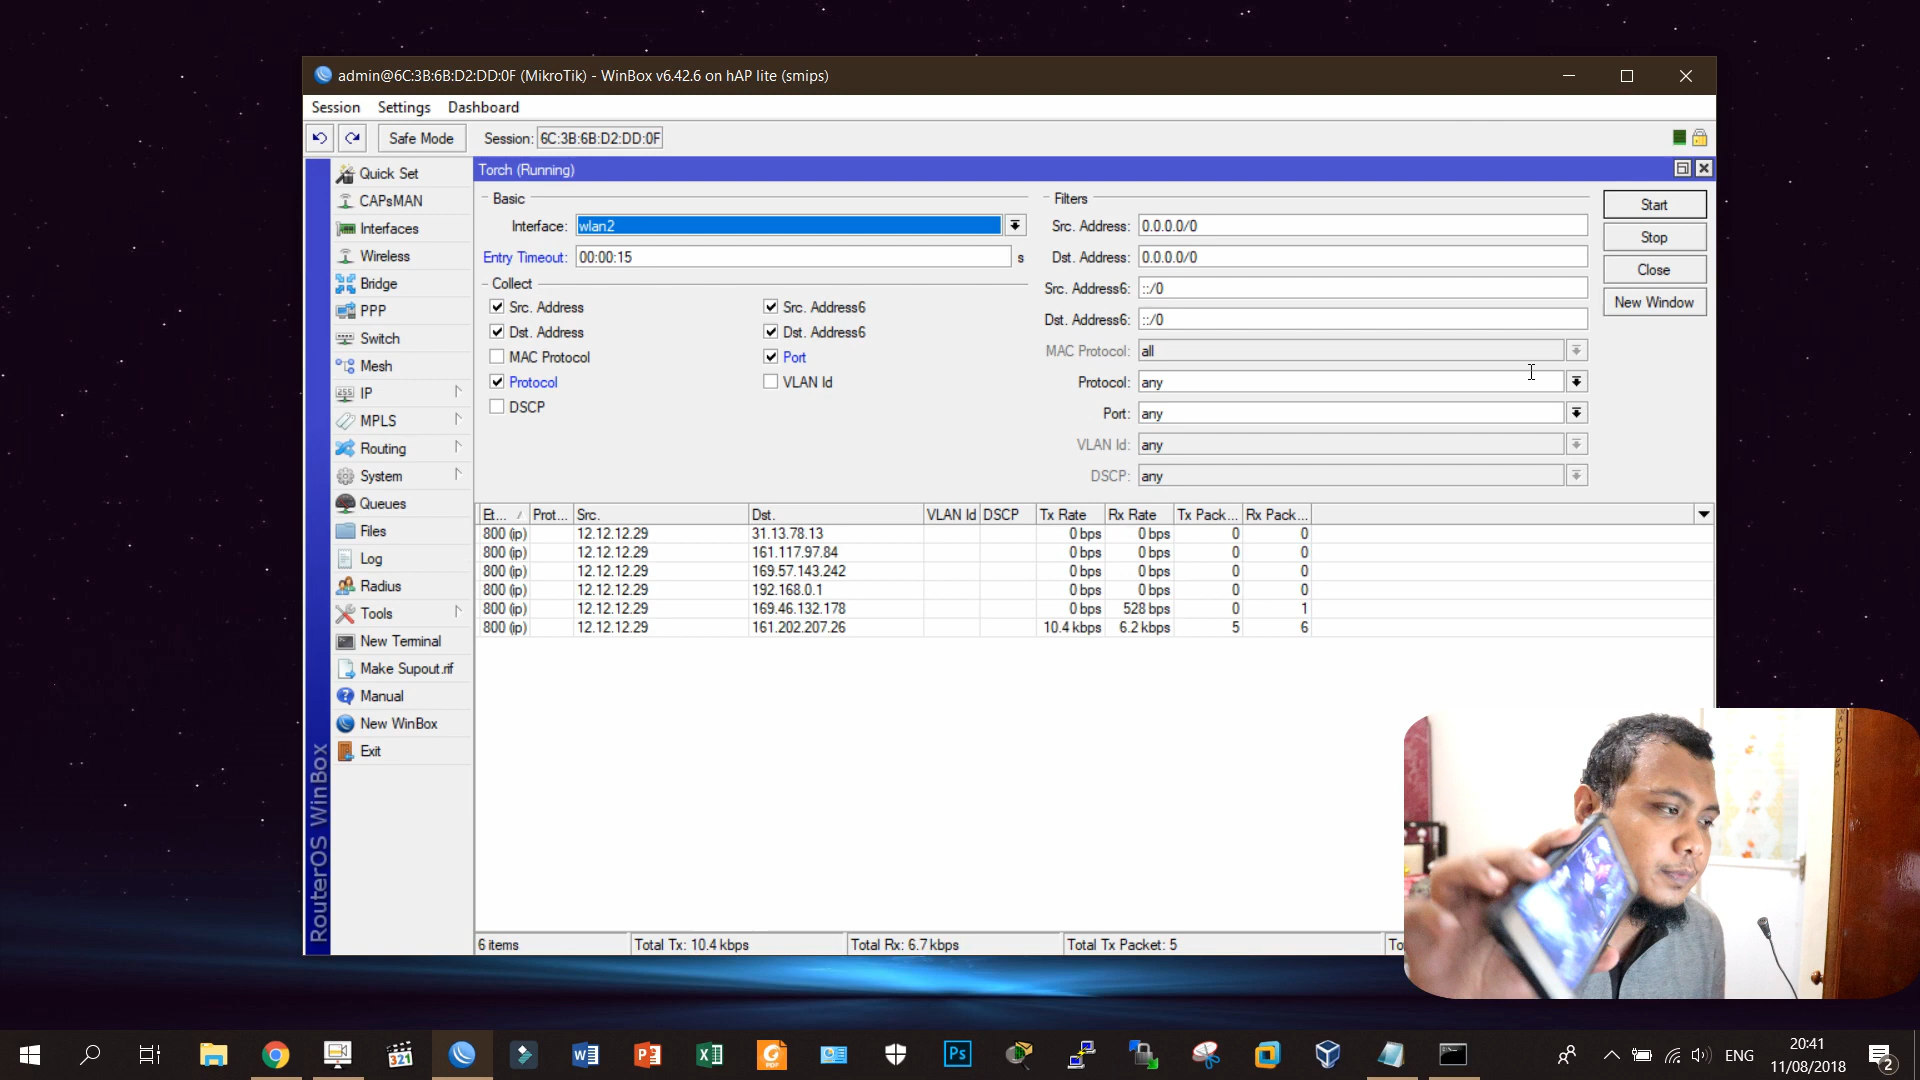 admin@6C:3B:6B:D2:DD:0F (MikroTik) - WinBox v6.42.6 on hAP lite (smips)
Session Settings Dashboard
Safe Mode Session: 6C:3B:6B:D2:DD:0F
Quick Set
CAPsMAN
Interfaces
Wireless
Bridge
PPP
Switch
Mesh
IP
MPLS
Routing
System
Queues
Files
Log
Radius
Tools
New Terminal
Make Supout.rif
Manual
New WinBox
Exit
RouterOS WinBox
Torch (Running)
Basic
Interface: wlan2
Entry Timeout: 00:00:15 s
Collect
Src. Address Src. Address6
Dst. Address Dst. Address6
MAC Protocol Port
Protocol VLAN Id
DSCP
Filters
Src. Address: 0.0.0.0/0
Dst. Address: 0.0.0.0/0
Src. Address6: ::/0
Dst. Address6: ::/0
MAC Protocol: all
Protocol: any
Port: any
VLAN Id: any
DSCP: any
Start
Stop
Close
New Window
Et... Prot... Src. Dst. VLAN Id DSCP Tx Rate Rx Rate Tx Pack... Rx Pack...
800 (ip) 12.12.12.29 31.13.78.13 0 bps 0 bps 0 0
800 (ip) 12.12.12.29 161.117.97.84 0 bps 0 bps 0 0
800 (ip) 12.12.12.29 169.57.143.242 0 bps 0 bps 0 0
800 (ip) 12.12.12.29 192.168.0.1 0 bps 0 bps 0 0
800 (ip) 12.12.12.29 169.46.132.178 0 bps 528 bps 0 1
800 (ip) 12.12.12.29 161.202.207.26 10.4 kbps 6.2 kbps 5 6
6 items Total Tx: 10.4 kbps Total Rx: 6.7 kbps Total Tx Packet: 5 To
321
W P X PDF Ps
ENG
20:41
11/08/2018
2